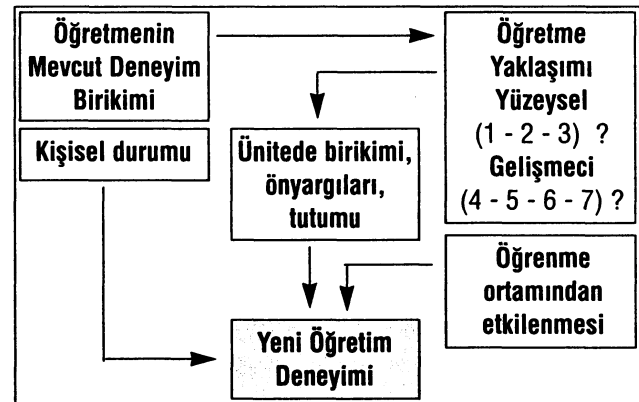 Öğretmenin
Mevcut Deneyim
Birikimi
Öğretme
Yaklaşımı
Yüzeysel
(1 - 2 - 3) ?
Gelişmeci
(4 - 5 - 6 - 7) ?
Kişisel durumu
Ünitede birikimi,
önyargıları,
tutumu
Öğrenme
ortamından
etkilenmesi
Yeni Öğretim
Deneyimi